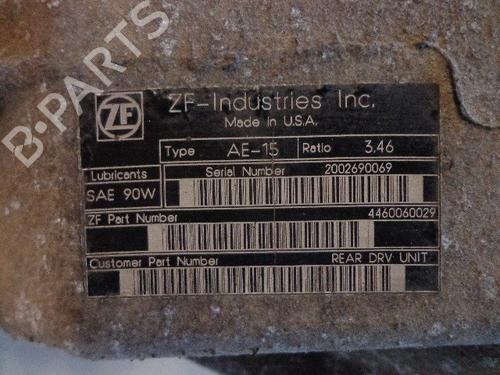 B-PARTS
ZF ZF-Industries Inc.
Made in U.S.A.
Type AE-15 Ratio 3.46
Lubricants Serial Number 2002690069
SAE 90W
ZF Part Number 4460060029
Customer Part Number REAR DRV UNIT